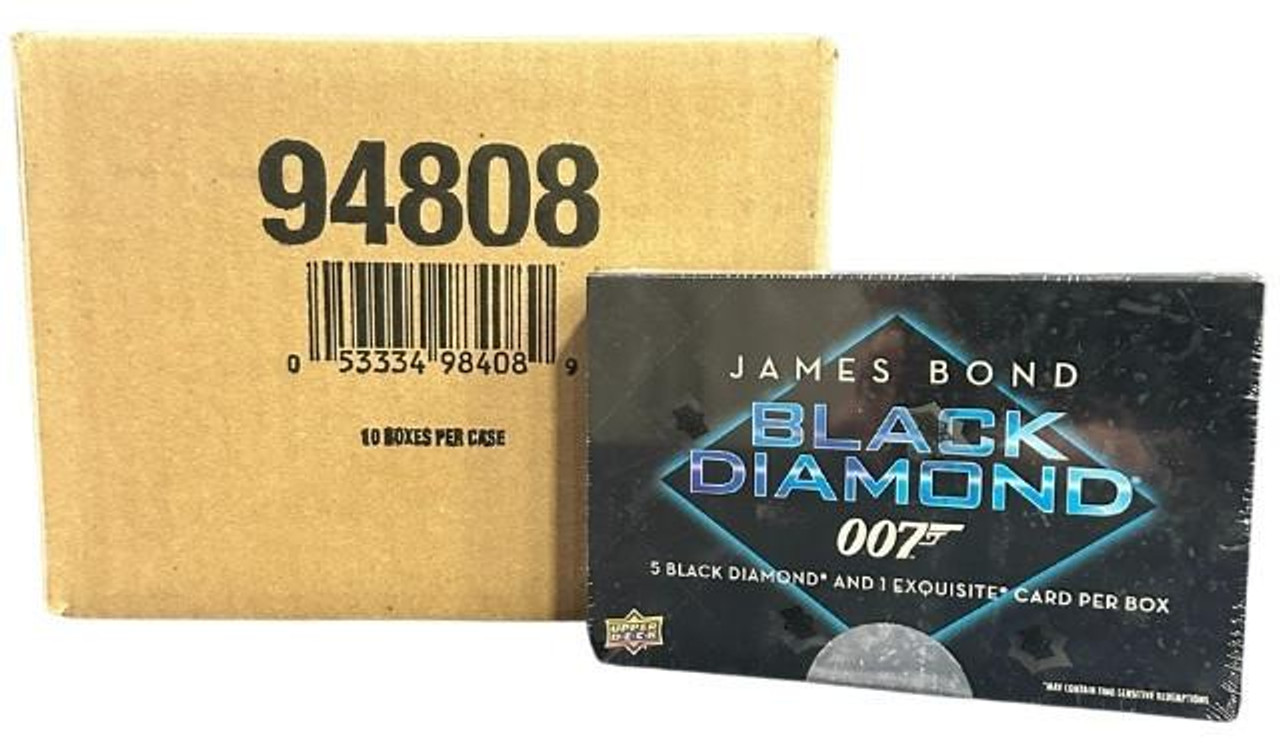 94808
0 53334 98408 9
10 BOXES PER CASE
JAMES BOND
BLACK
DIAMOND
007
5 BLACK DIAMOND® AND 1 EXQUISITE® CARD PER BOX
UPPER
DECK
*MAY CONTAIN TIME SENSITIVE REDEMPTIONS